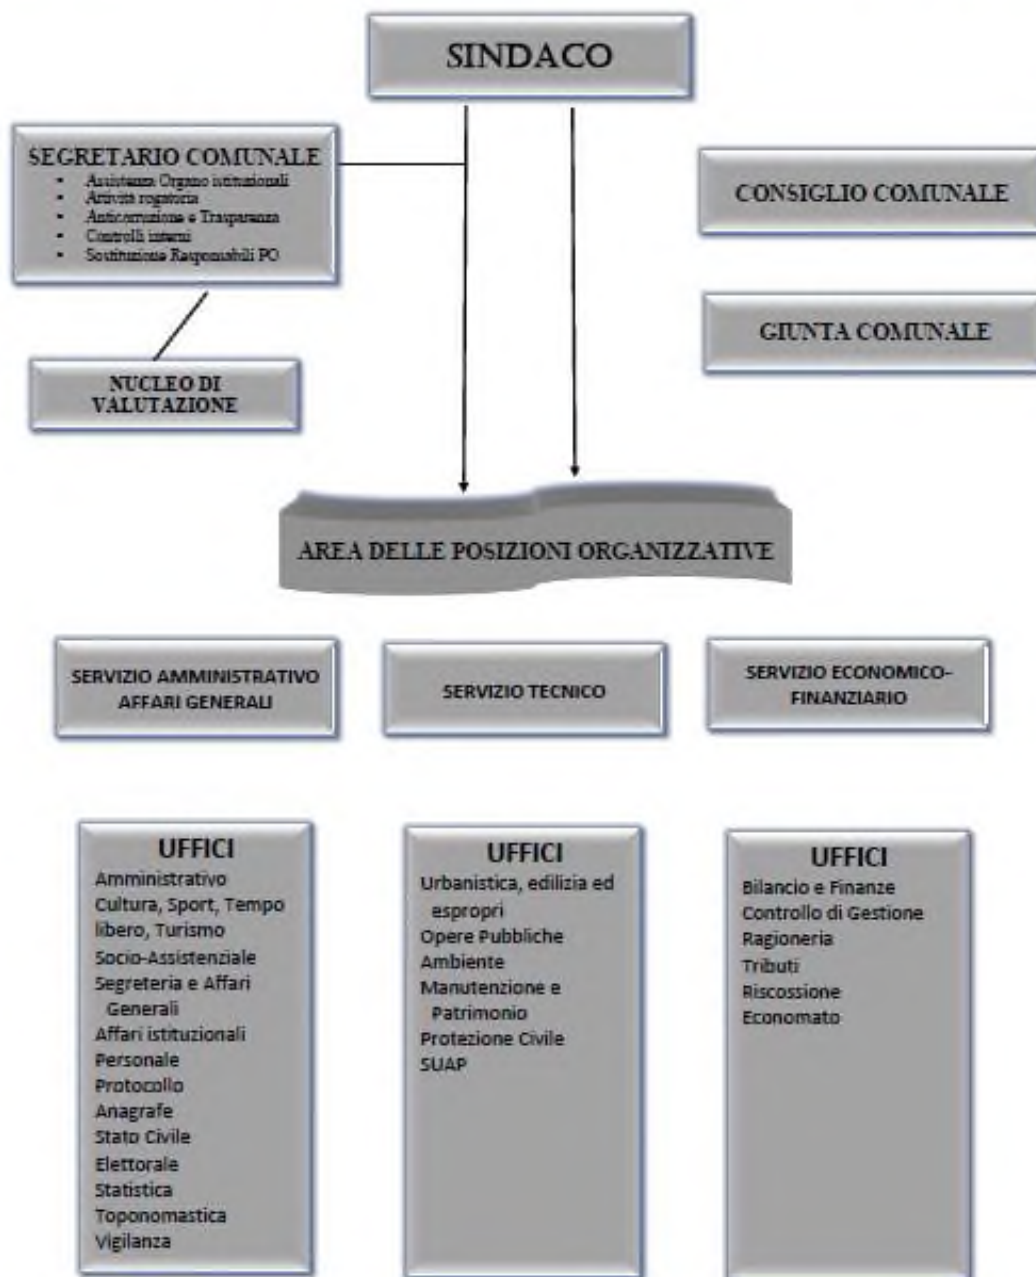 SINDACO
SEGRETARIO COMUNALE
▪ Assistenza Organo istituzionali
▪ Attività rogatoria
▪ Anticorruzione e Trasparenza
▪ Controlli interni
▪ Sostituzione Responsabili PO
CONSIGLIO COMUNALE
GIUNTA COMUNALE
NUCLEO DI
VALUTAZIONE
AREA DELLE POSIZIONI ORGANIZZATIVE
SERVIZIO AMMINISTRATIVO
AFFARI GENERALI
SERVIZIO TECNICO
SERVIZIO ECONOMICO-
FINANZIARIO
UFFICI
Amministrativo
Cultura, Sport, Tempo
libero, Turismo
Socio-Assistenziale
Segreteria e Affari
Generali
Affari istituzionali
Personale
Protocollo
Anagrafe
Stato Civile
Elettorale
Statistica
Toponomastica
Vigilanza
UFFICI
Urbanistica, edilizia ed
espropri
Opere Pubbliche
Ambiente
Manutenzione e
Patrimonio
Protezione Civile
SUAP
UFFICI
Bilancio e Finanze
Controllo di Gestione
Ragioneria
Tributi
Riscossione
Economato